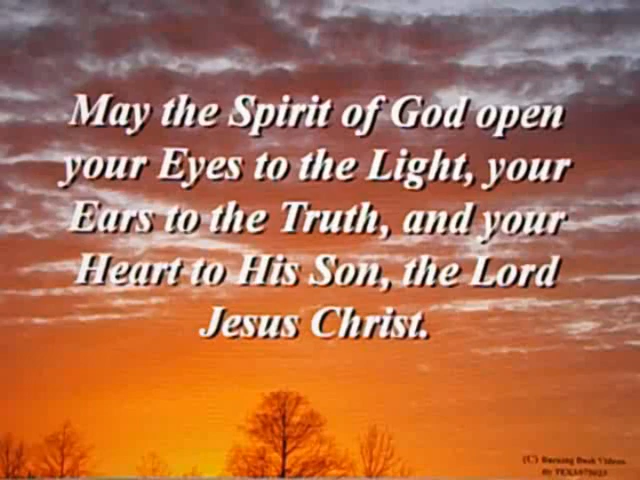 May the Spirit of God open
your Eyes to the Light, your
Ears to the Truth, and your
Heart to His Son, the Lord
Jesus Christ.
(C) Burning Bush Videos
By